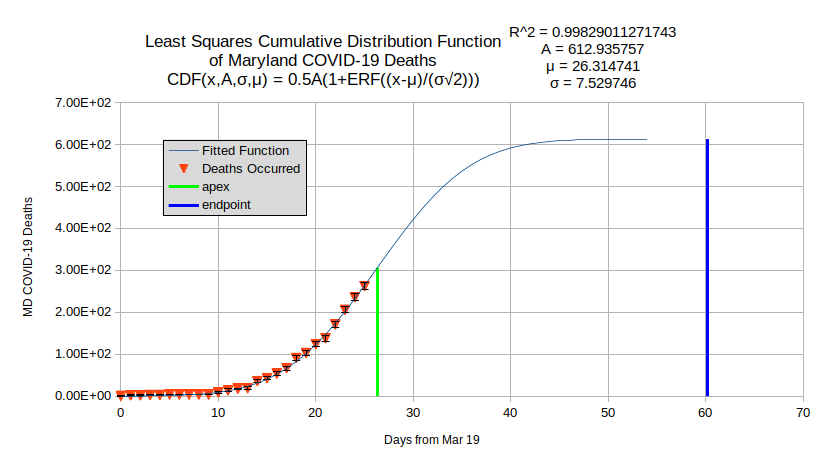 Least Squares Cumulative Distribution Function
of Maryland COVID-19 Deaths
CDF(x,A,σ,μ) = 0.5A(1+ERF((x-μ)/(σ√2)))
R^2 = 0.99829011271743
A = 612.935757
μ = 26.314741
σ = 7.529746
7.00E+02
6.00E+02
5.00E+02
4.00E+02
3.00E+02
2.00E+02
1.00E+02
0.00E+00
MD COVID-19 Deaths
Fitted Function
Deaths Occurred
apex
endpoint
0 10 20 30 40 50 60 70
Days from Mar 19